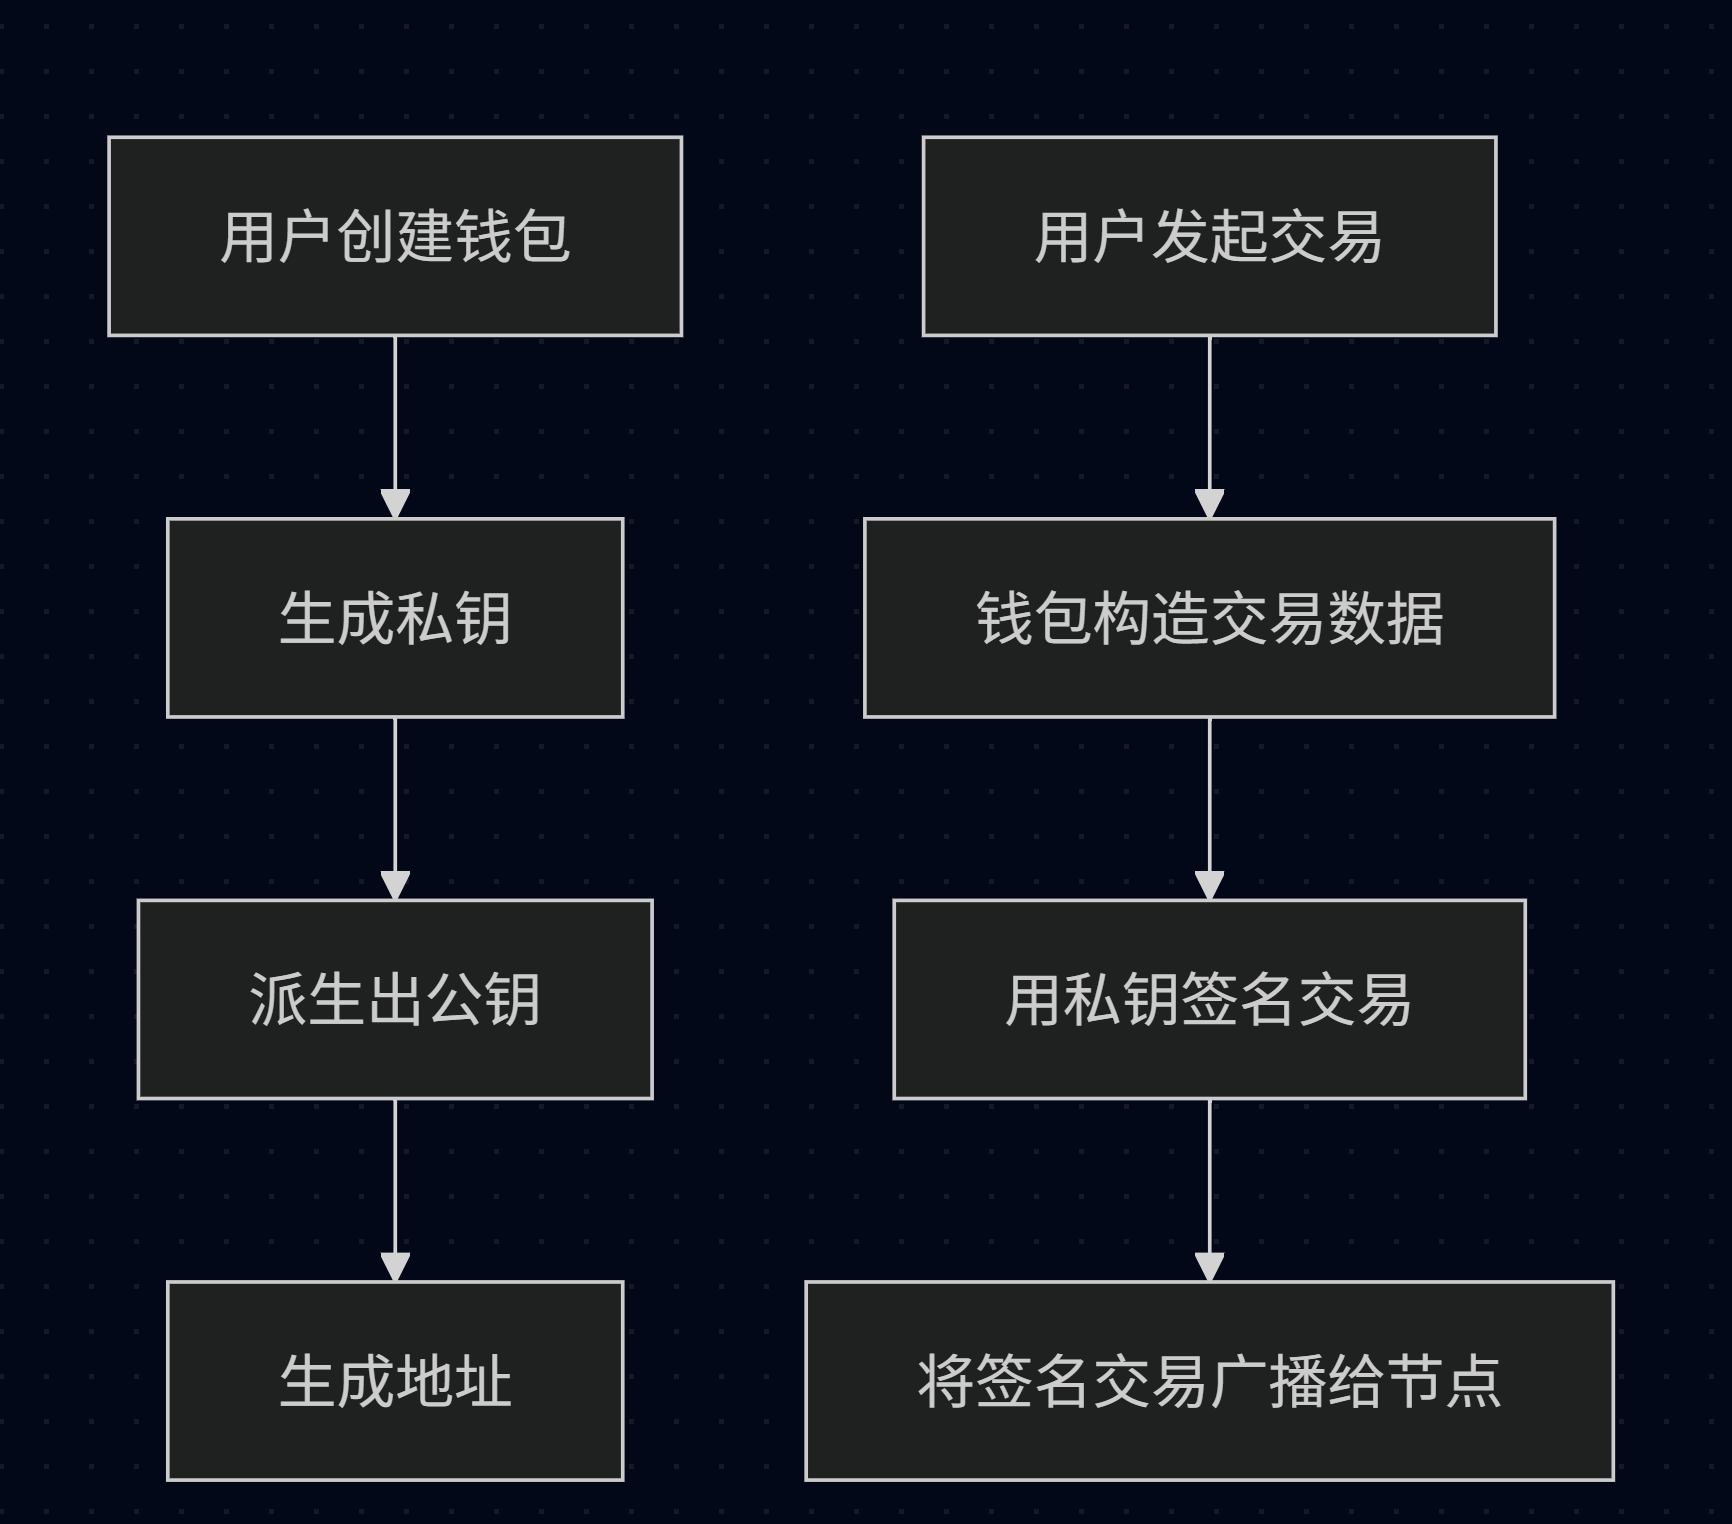 用户创建钱包
生成私钥
派生出公钥
生成地址
用户发起交易
钱包构造交易数据
用私钥签名交易
将签名交易广播给节点